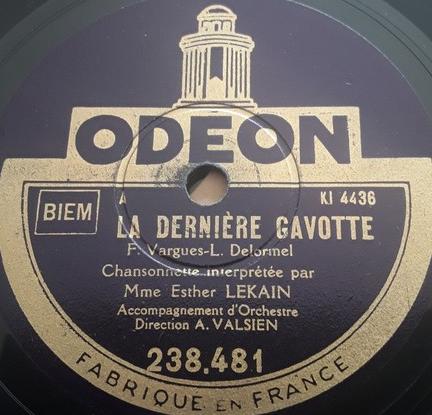 ODEON
BIEM
A
KI 4436
LA DERNIÈRE GAVOTTE
F. Vargues-L. Delormel
Chansonnette interprétée par
Mme Esther LEKAIN
Accompagnement d'Orchestre
Direction A. VALSIEN
238.481
FABRIQUE EN FRANCE